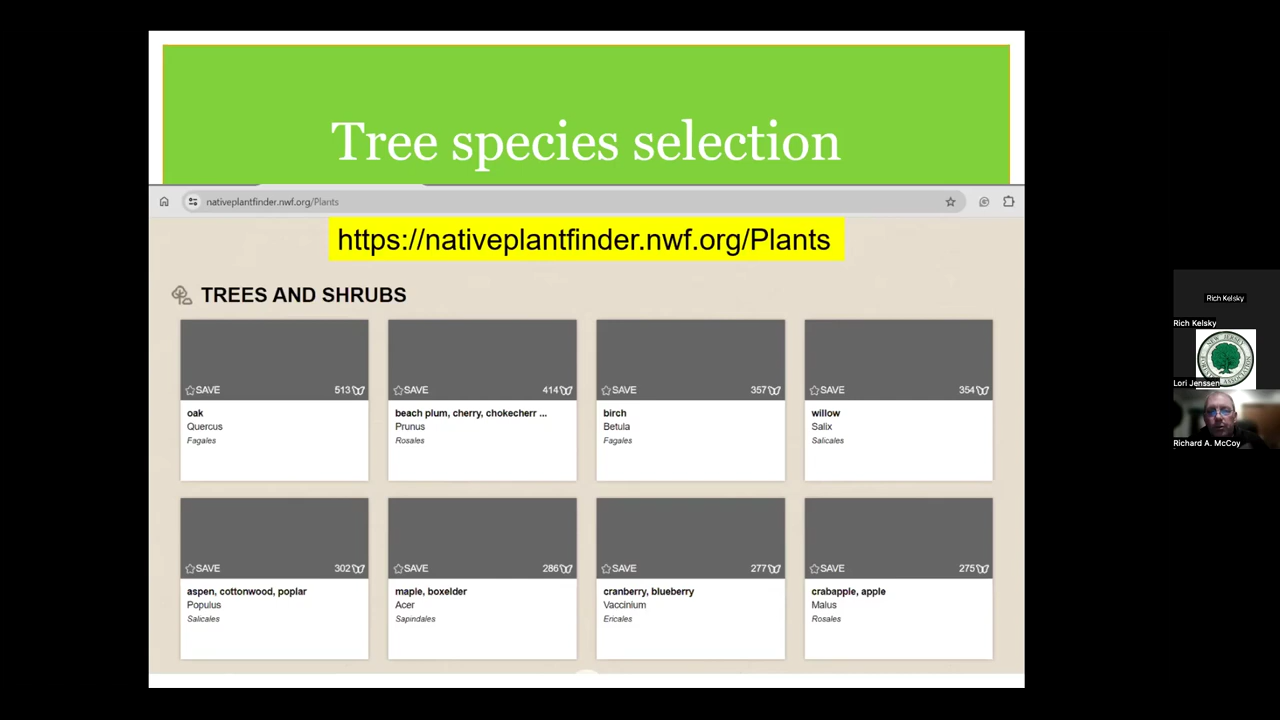 Tree species selection
nativeplantfinder.nwf.org/Plants
https://nativeplantfinder.nwf.org/Plants
TREES AND SHRUBS
SAVE 513
SAVE 414
SAVE 357
SAVE 354
oak
Quercus
Fagales
beach plum, cherry, chokecherr ...
Prunus
Rosales
birch
Betula
Fagales
willow
Salix
Salicales
SAVE 302
SAVE 286
SAVE 277
SAVE 275
aspen, cottonwood, poplar
Populus
Salicales
maple, boxelder
Acer
Sapindales
cranberry, blueberry
Vaccinium
Ericales
crabapple, apple
Malus
Rosales
Rich Kelsky
Rich Kelsky
NEW JERSEY
Lori Jenssen
Richard A. McCoy